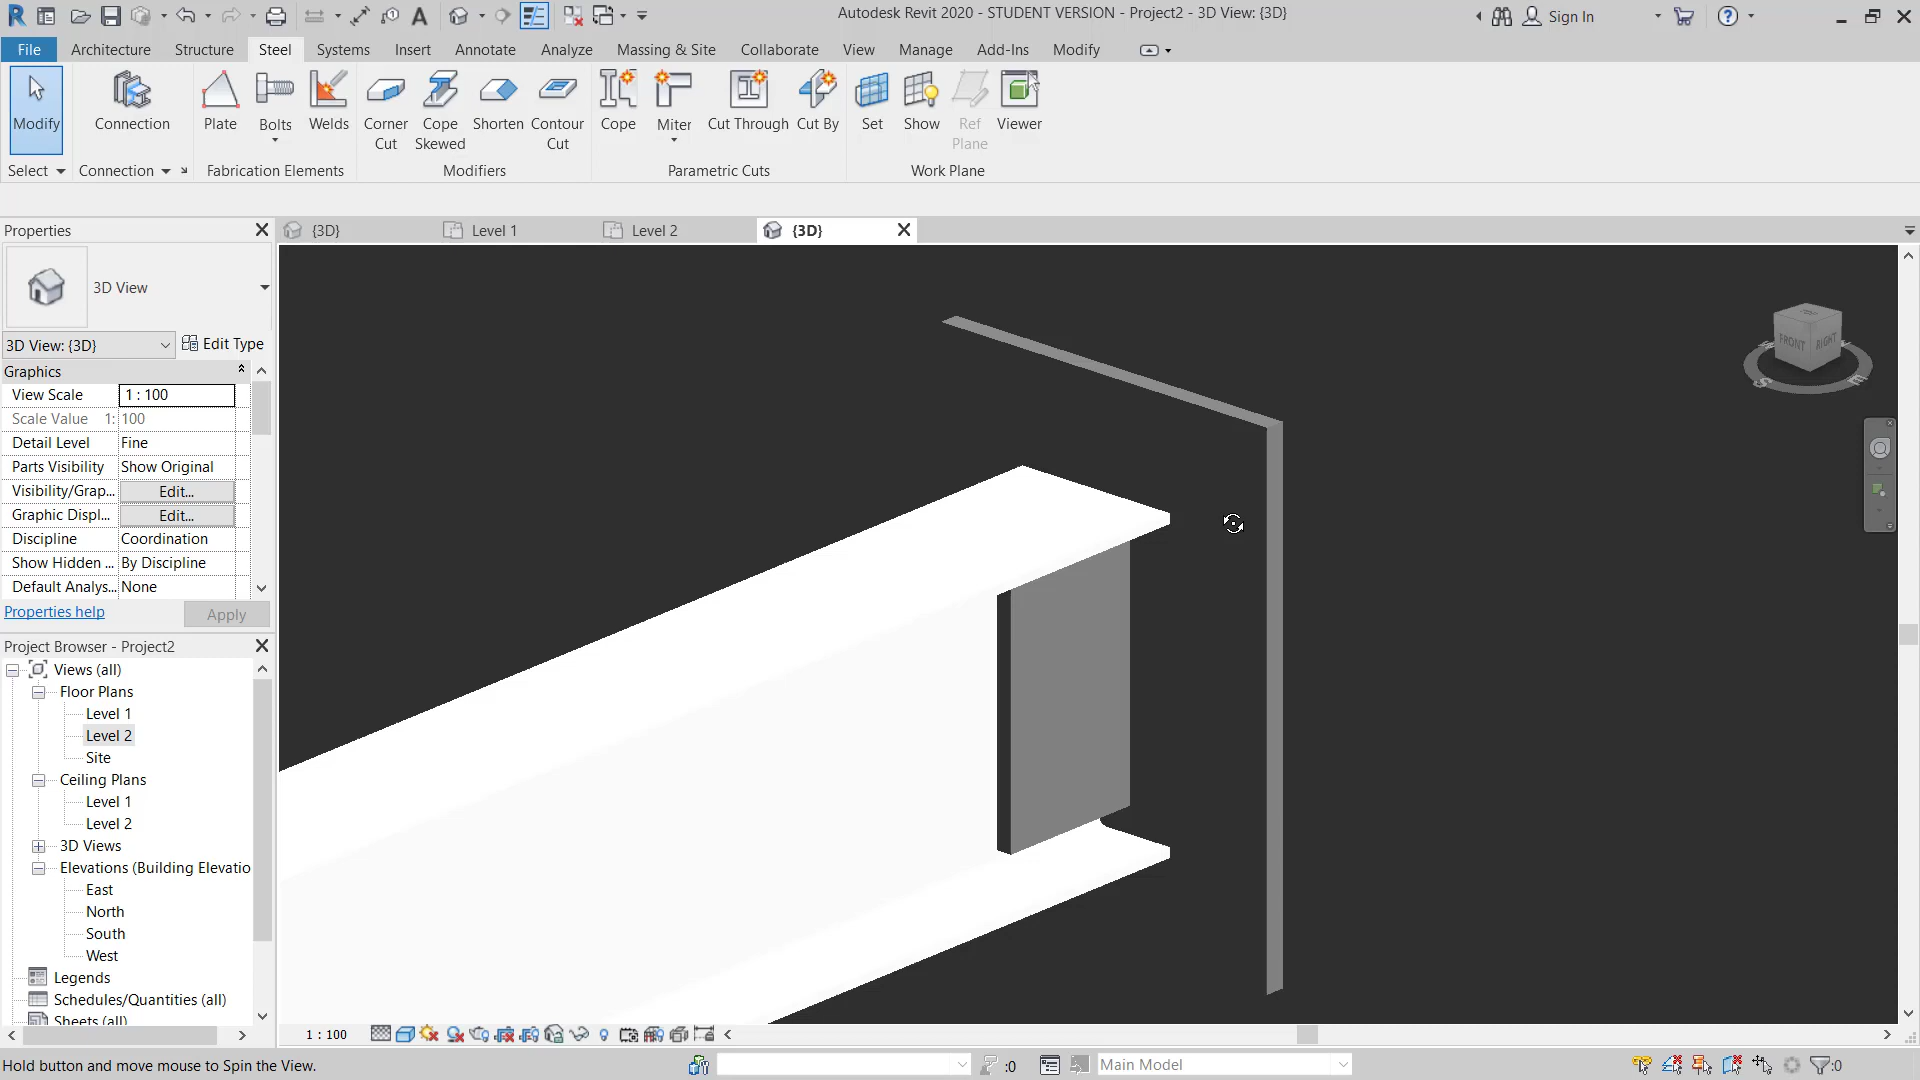 Autodesk Revit 2020 - STUDENT VERSION - Project2 - 3D View: {3D}
Sign In
File Architecture Structure Steel Systems Insert Annotate Analyze Massing & Site Collaborate View Manage Add-Ins Modify
Modify Connection Plate Bolts Welds Corner Cut Cope Skewed Shorten Contour Cut Cope Miter Cut Through Cut By Set Show Ref Plane Viewer
Select Connection Fabrication Elements Modifiers Parametric Cuts Work Plane
Properties
{3D} Level 1 Level 2 {3D}
3D View
3D View: {3D} Edit Type
Graphics
View Scale 1 : 100
Scale Value 1: 100
Detail Level Fine
Parts Visibility Show Original
Visibility/Grap... Edit...
Graphic Displ... Edit...
Discipline Coordination
Show Hidden ... By Discipline
Default Analys... None
Properties help Apply
FRONT RIGHT
S E
Project Browser - Project2
Views (all)
Floor Plans
Level 1
Level 2
Site
Ceiling Plans
Level 1
Level 2
3D Views
Elevations (Building Elevatio
East
North
South
West
Legends
Schedules/Quantities (all)
Sheets (all)
1 : 100
Hold button and move mouse to Spin the View.
:0
Main Model
:0